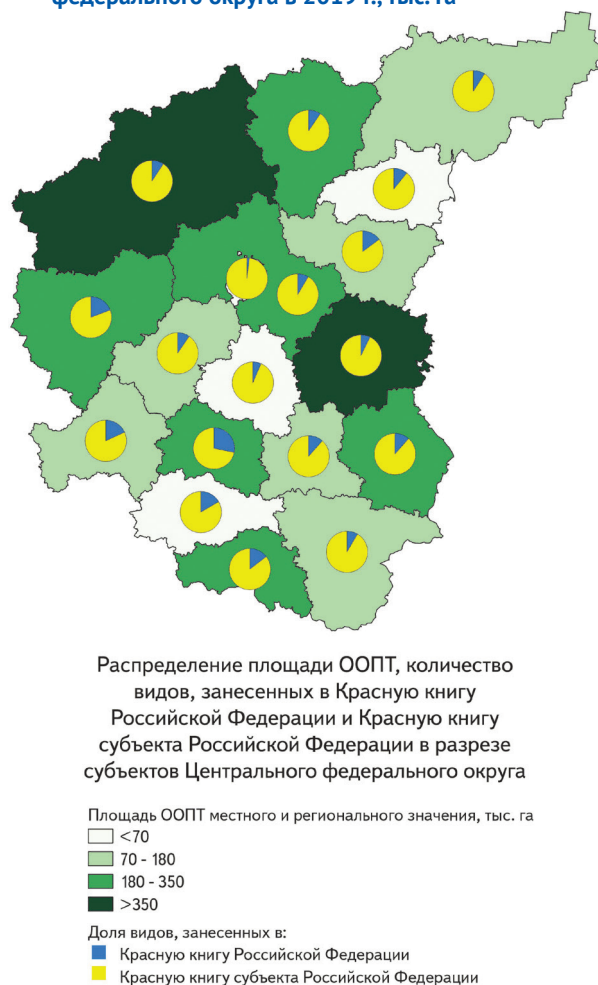 федерального округа в 2019 г., тыс. га
Распределение площади ООПТ, количество
видов, занесенных в Красную книгу
Российской Федерации и Красную книгу
субъекта Российской Федерации в разрезе
субъектов Центрального федерального округа
Площадь ООПТ местного и регионального значения, тыс. га
<70
70 - 180
180 - 350
>350
Доля видов, занесенных в:
Красную книгу Российской Федерации
Красную книгу субъекта Российской Федерации